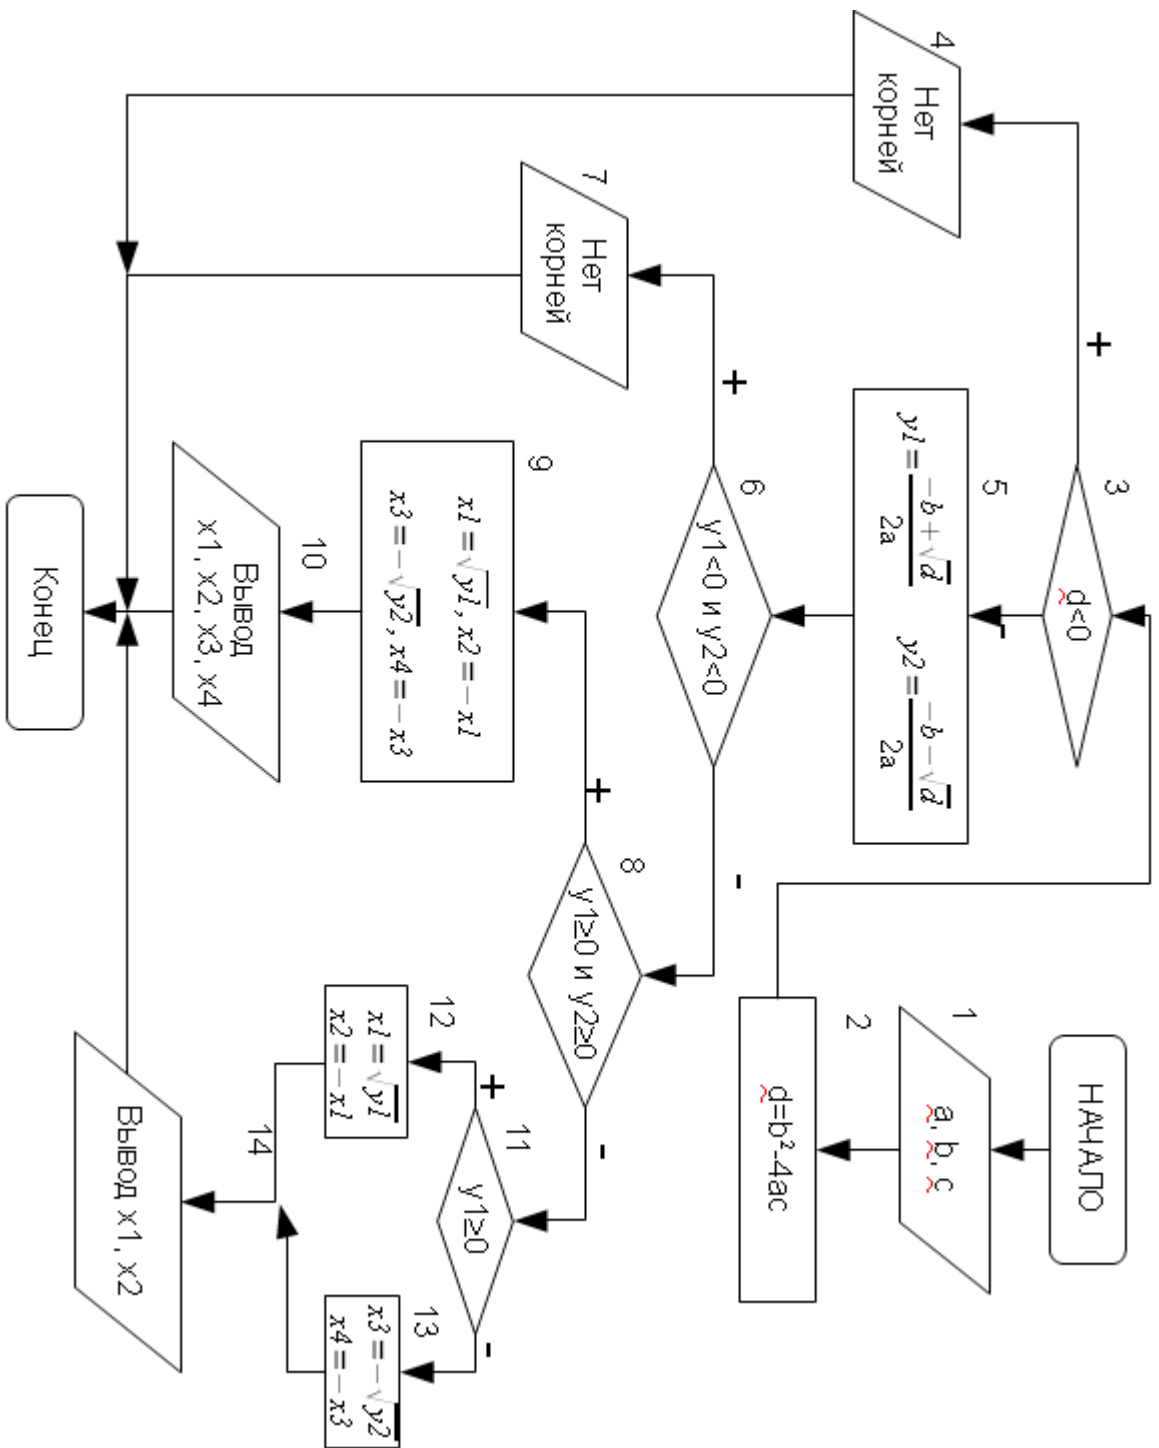 НАЧАЛО
1
a, b, c
2
d=b²-4ac
3
d<0
+
-
4
Нет
корней
5
y1 = (-b + √d) / 2a
y2 = (-b - √d) / 2a
6
y1<0 и y2<0
+
-
7
Нет
корней
8
y1≥0 и y2≥0
+
-
9
x1 = √y1, x2 = -x1
x3 = -√y2, x4 = -x3
10
Вывод
x1, x2, x3, x4
11
y1≥0
+
-
12
x1 = √y1
x2 = -x1
13
x3 = -√y2
x4 = -x3
14
Вывод x1, x2
Конец